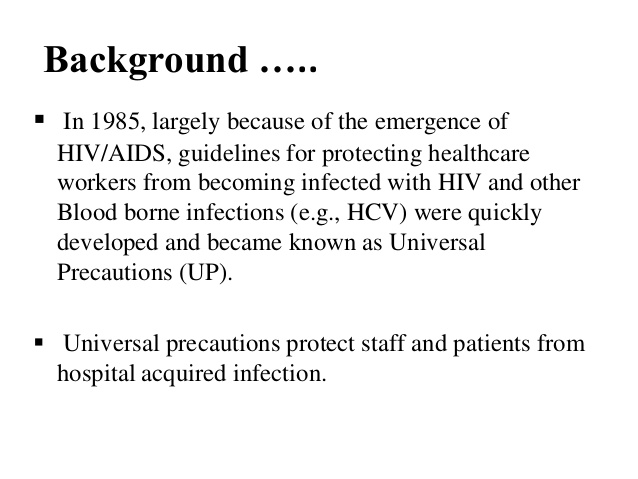 Background …..
▪ In 1985, largely because of the emergence of
HIV/AIDS, guidelines for protecting healthcare
workers from becoming infected with HIV and other
Blood borne infections (e.g., HCV) were quickly
developed and became known as Universal
Precautions (UP).
▪ Universal precautions protect staff and patients from
hospital acquired infection.